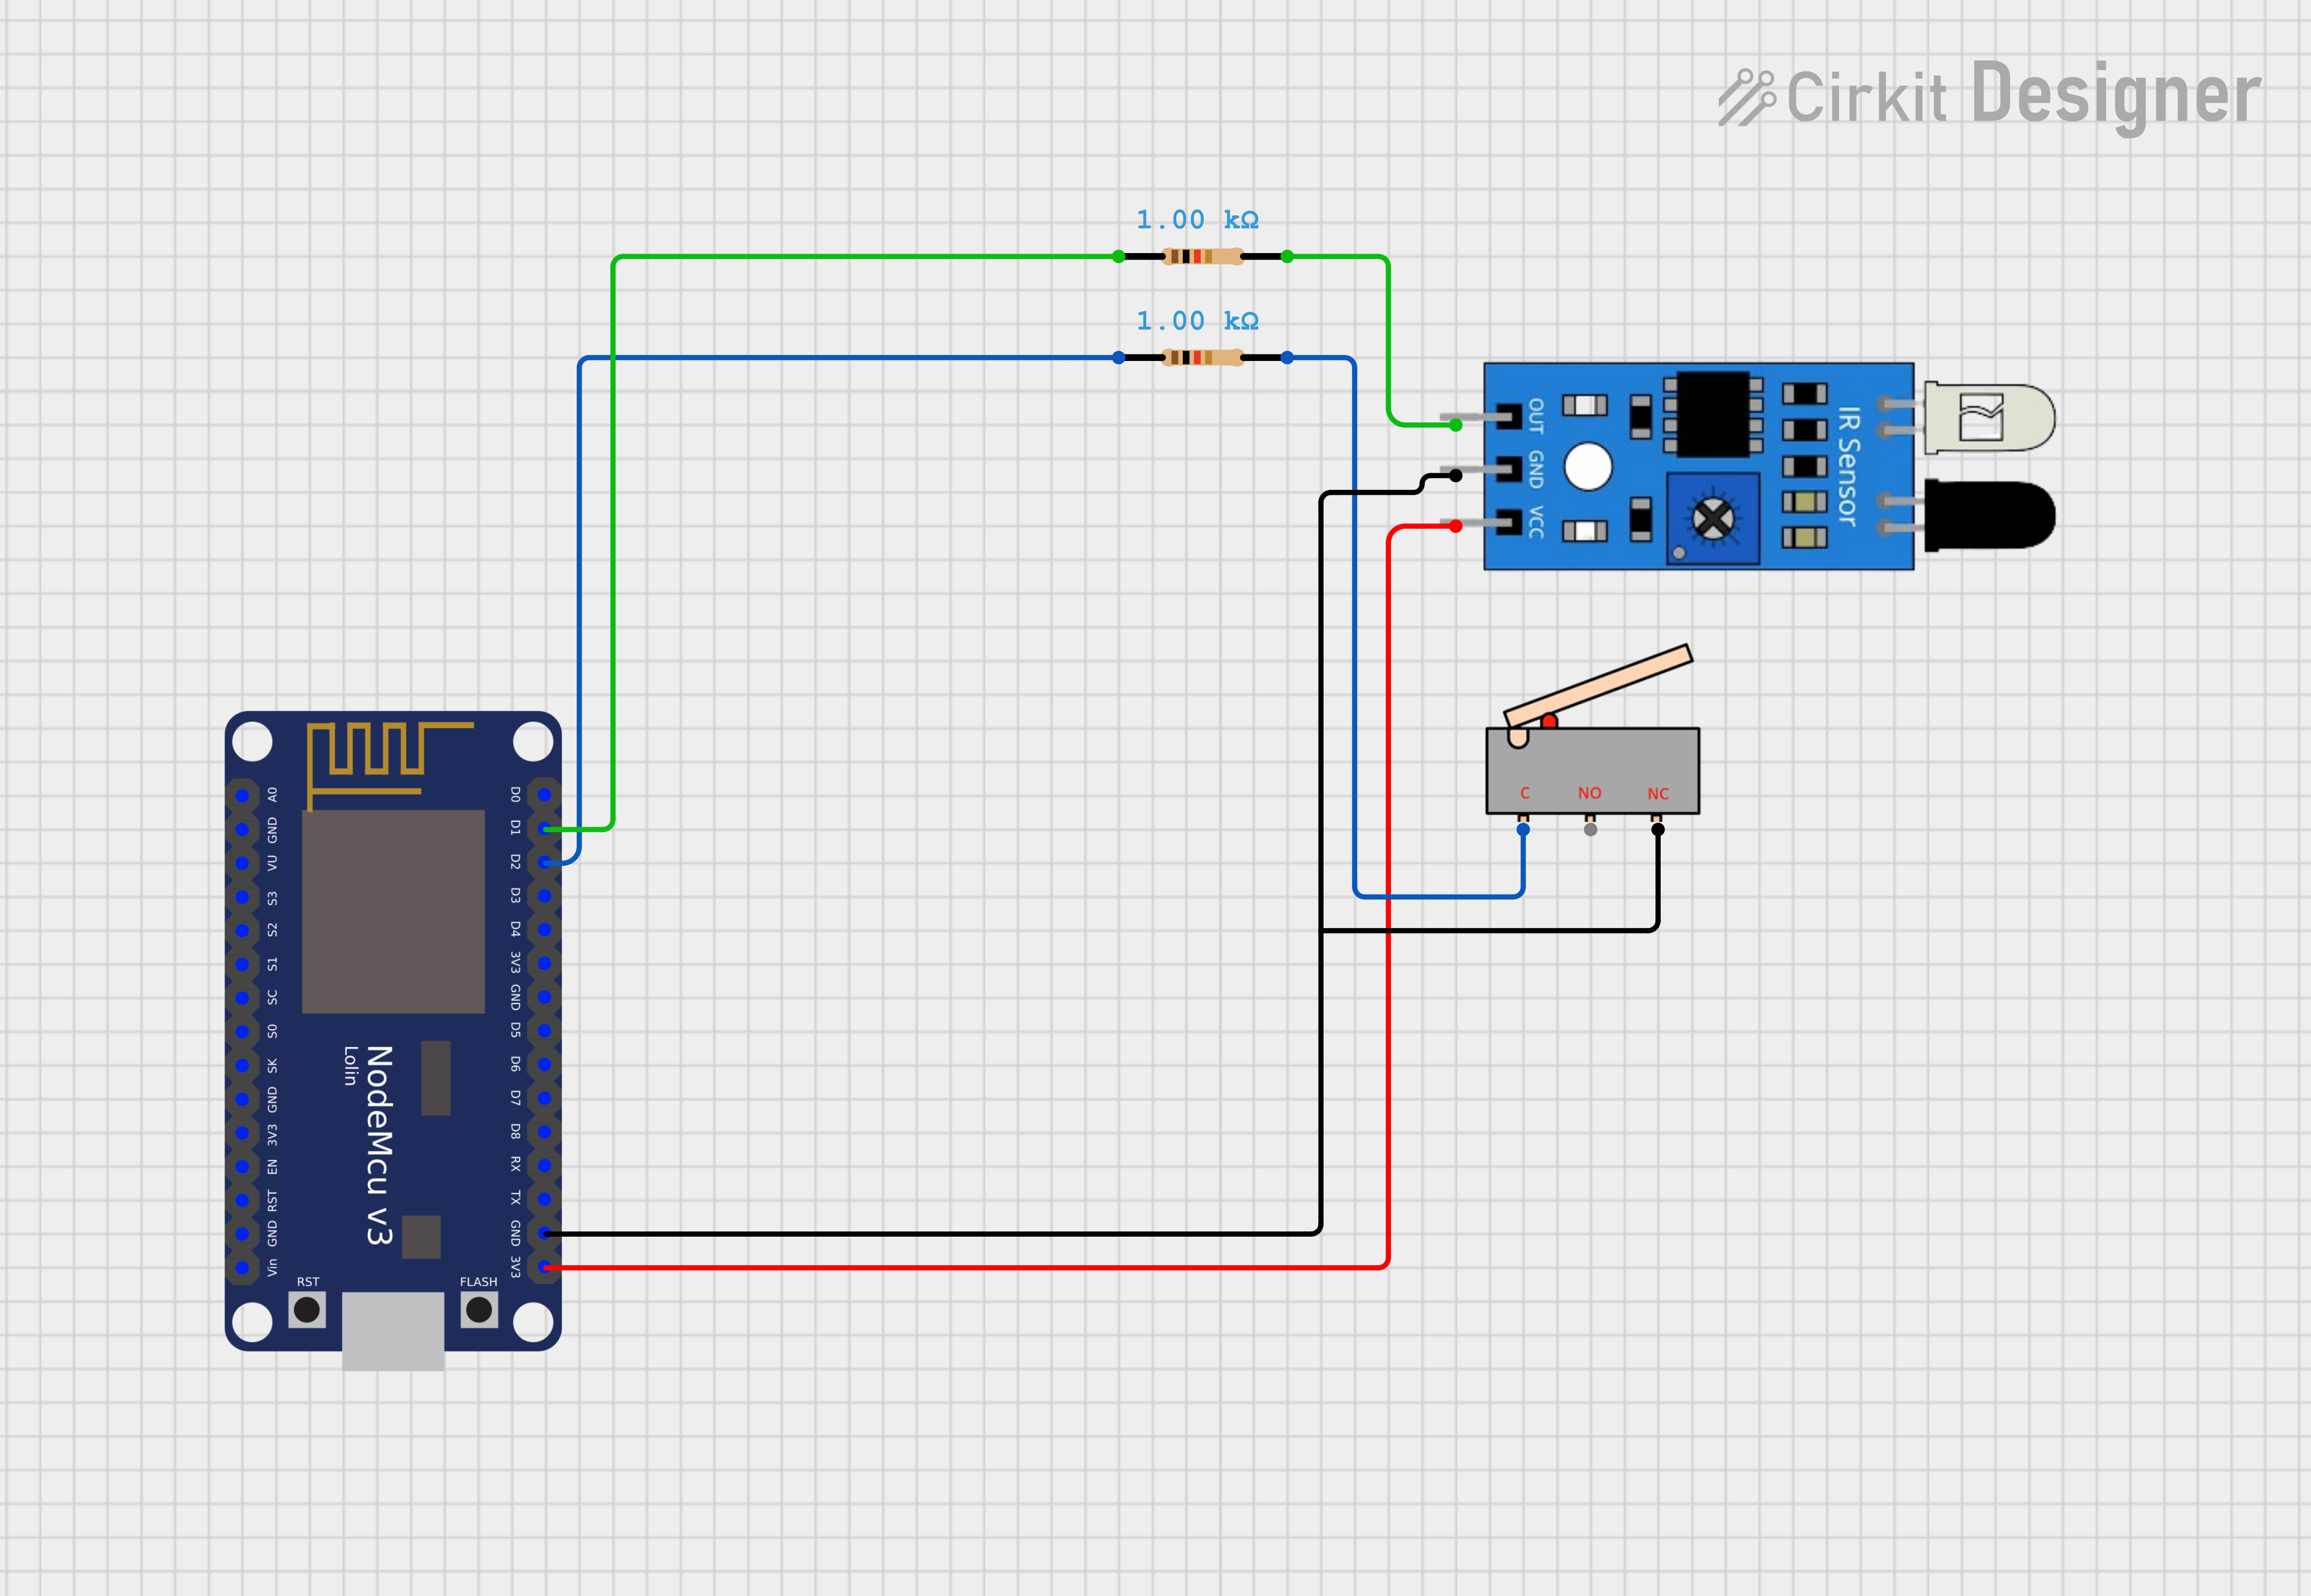 Cirkit Designer
1.00 kΩ
1.00 kΩ
OUT
GND
VCC
IR Sensor
C NO NC
A0
GND
VU
S3
S2
S1
SC
S0
SK
GND
3V3
EN
RST
GND
Vin
D0
D1
D2
D3
D4
3V3
GND
D5
D6
D7
D8
RX
TX
GND
3V3
NodeMcu v3
Lolin
RST
FLASH